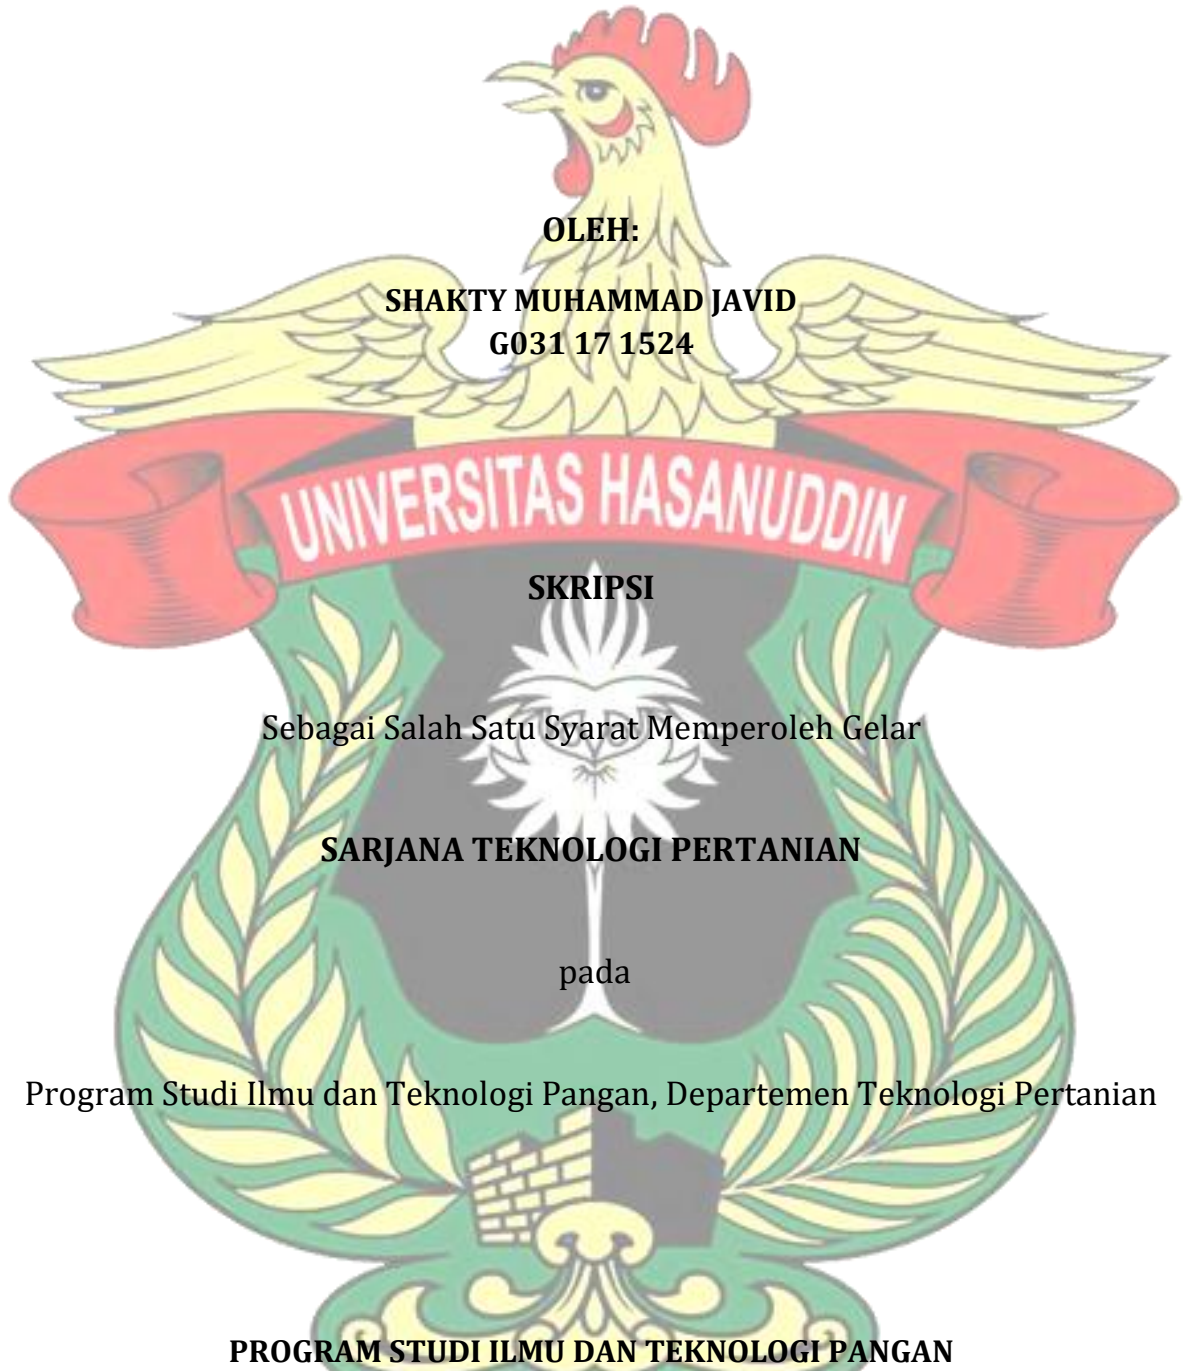 OLEH:
SHAKTY MUHAMMAD JAVID
G031 17 1524
UNIVERSITAS HASANUDDIN
SKRIPSI
Sebagai Salah Satu Syarat Memperoleh Gelar
SARJANA TEKNOLOGI PERTANIAN
pada
Program Studi Ilmu dan Teknologi Pangan, Departemen Teknologi Pertanian
PROGRAM STUDI ILMU DAN TEKNOLOGI PANGAN